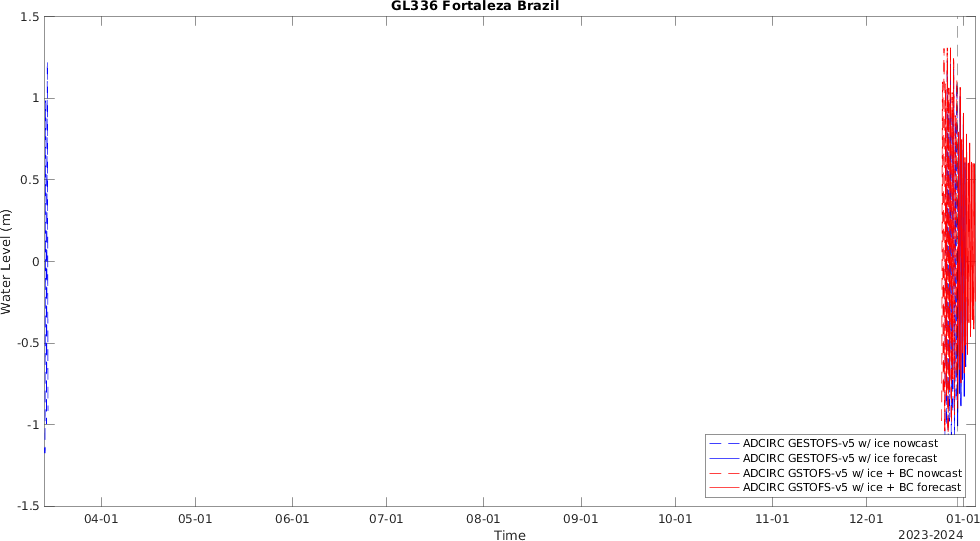 GL336 Fortaleza Brazil
Water Level (m)
1.5
1
0.5
0
-0.5
-1
-1.5
04-01 05-01 06-01 07-01 08-01 09-01 10-01 11-01 12-01 01-01
2023-2024
Time
ADCIRC GESTOFS-v5 w/ ice nowcast
ADCIRC GESTOFS-v5 w/ ice forecast
ADCIRC GSTOFS-v5 w/ ice + BC nowcast
ADCIRC GSTOFS-v5 w/ ice + BC forecast